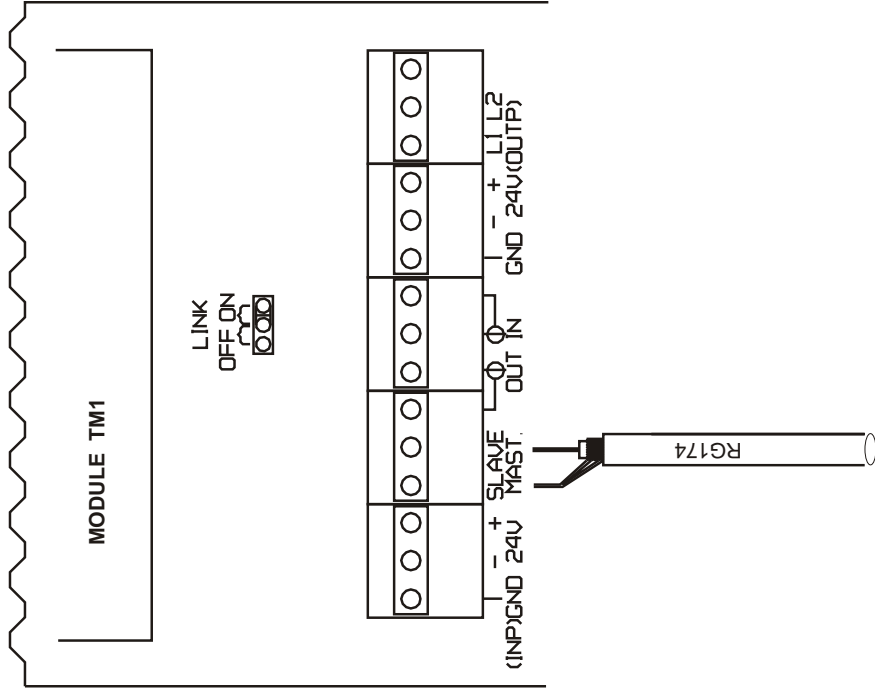 MODULE TM1
LINK
OFF ON
L1 L2
(OUTP)
- +
GND 24V
OUT IN
SLAVE
MAST.
- +
(INP)GND 24V
RG174